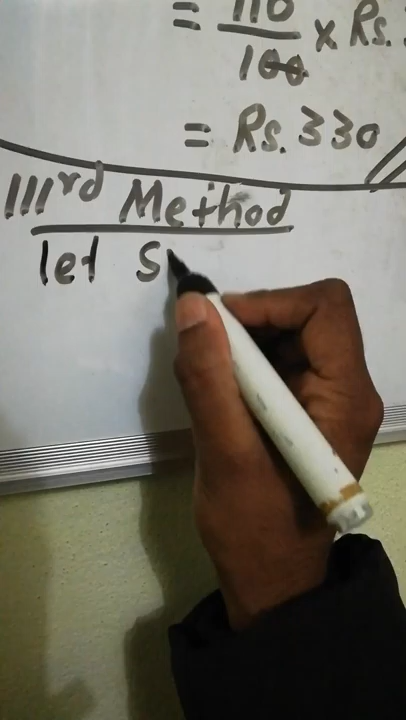 = 110/100 x Rs.
= Rs. 330
IIIrd Method
let S